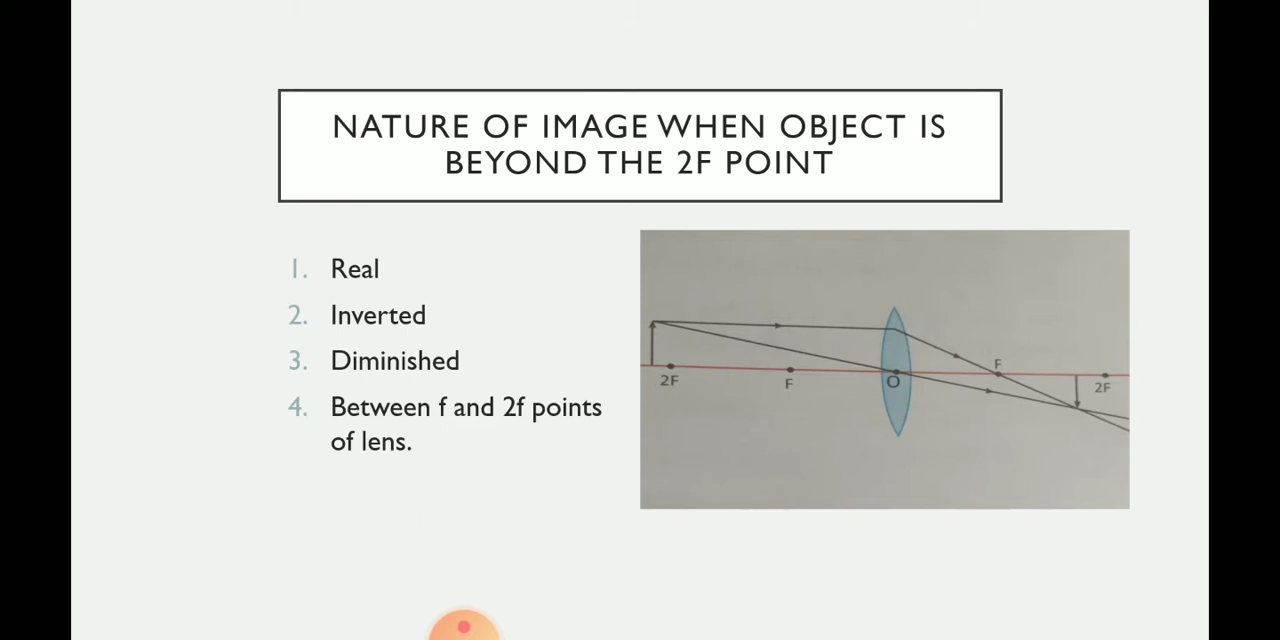 NATURE OF IMAGE WHEN OBJECT IS
BEYOND THE 2F POINT
1. Real
2. Inverted
3. Diminished
4. Between f and 2f points
of lens.
2F
F
O
F
2F